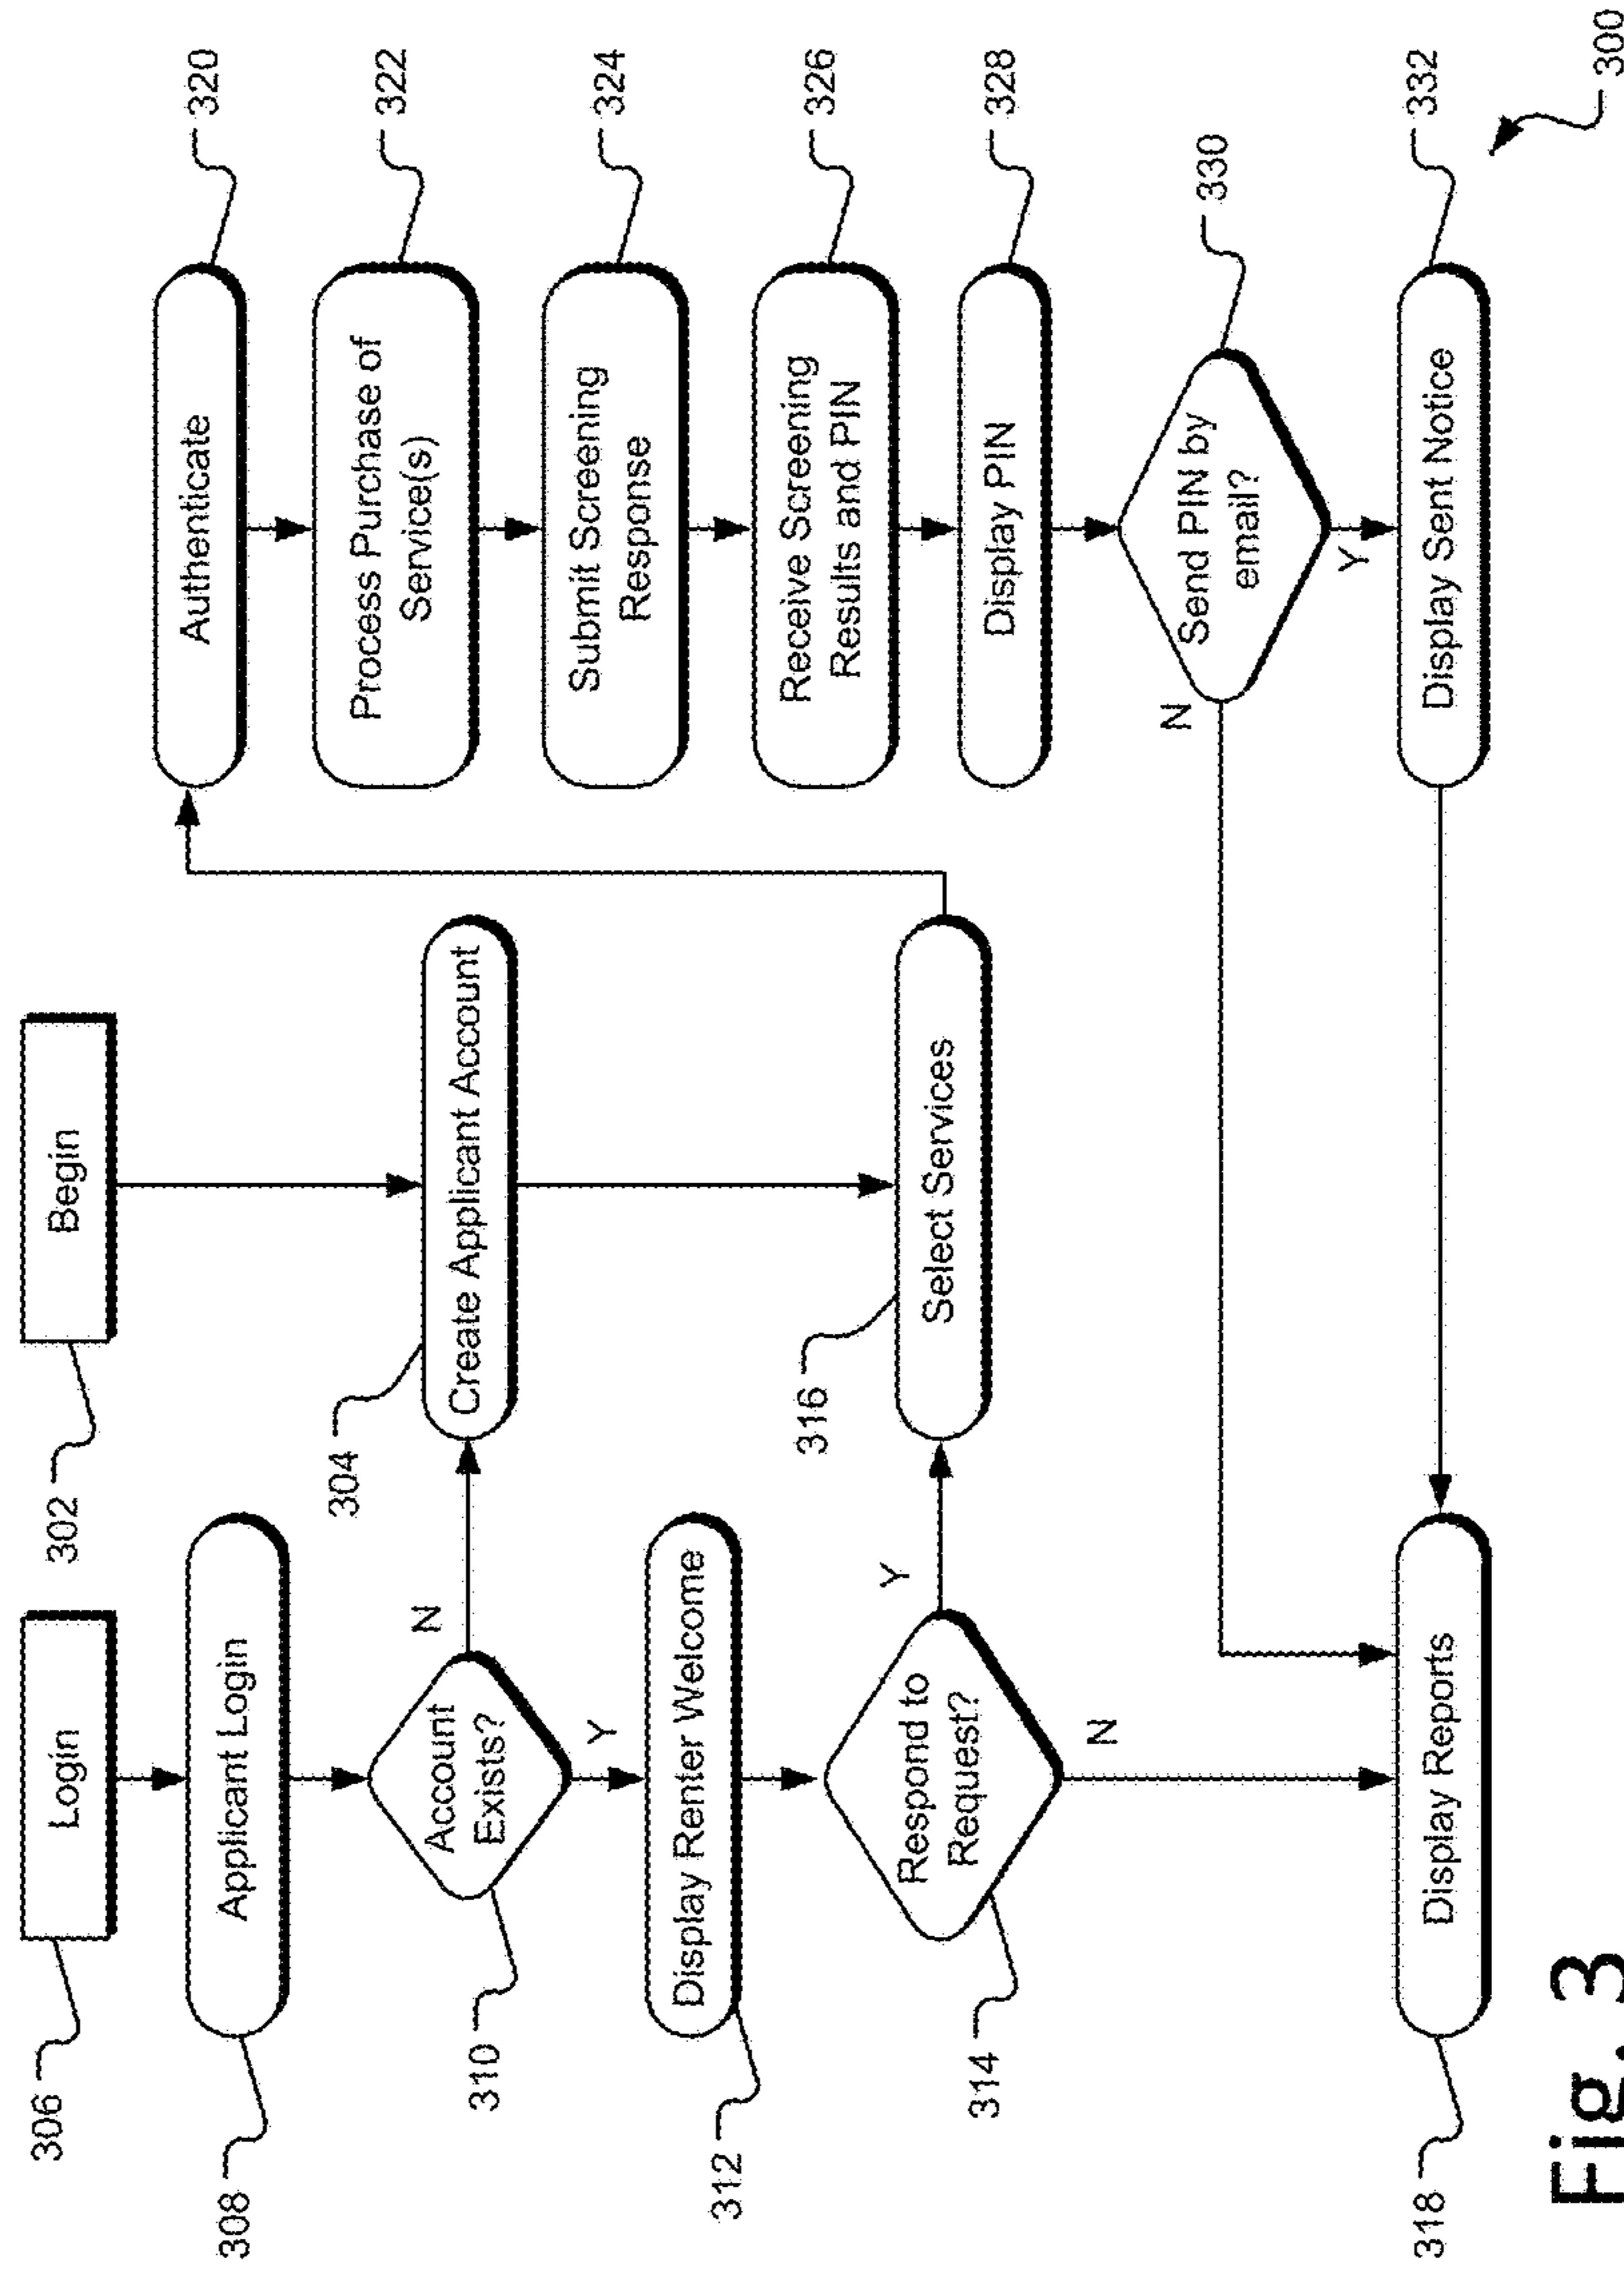 306
Login
302
Begin
308
Applicant Login
310
Account
Exists?
N
Y
304
Create Applicant Account
312
Display Renter Welcome
314
Respond to
Request?
Y
N
316
Select Services
318
Display Reports
Authenticate
320
Process Purchase of
Service(s)
322
Submit Screening
Response
324
Receive Screening
Results and PIN
326
Display PIN
328
Send PIN by
email?
330
N
Y
Display Sent Notice
332
300
Fig. 3